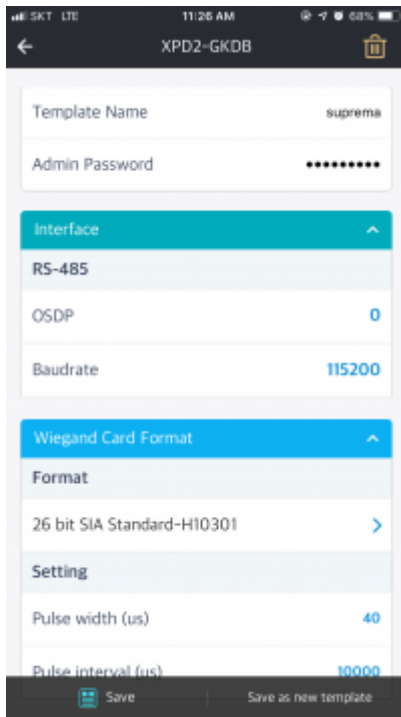 SKT LTE 11:26 AM 68%
XPD2-GKDB
Template Name suprema
Admin Password •••••••••
Interface
RS-485
OSDP 0
Baudrate 115200
Wiegand Card Format
Format
26 bit SIA Standard-H10301
Setting
Pulse width (us) 40
Pulse interval (us) 10000
Save Save as new template